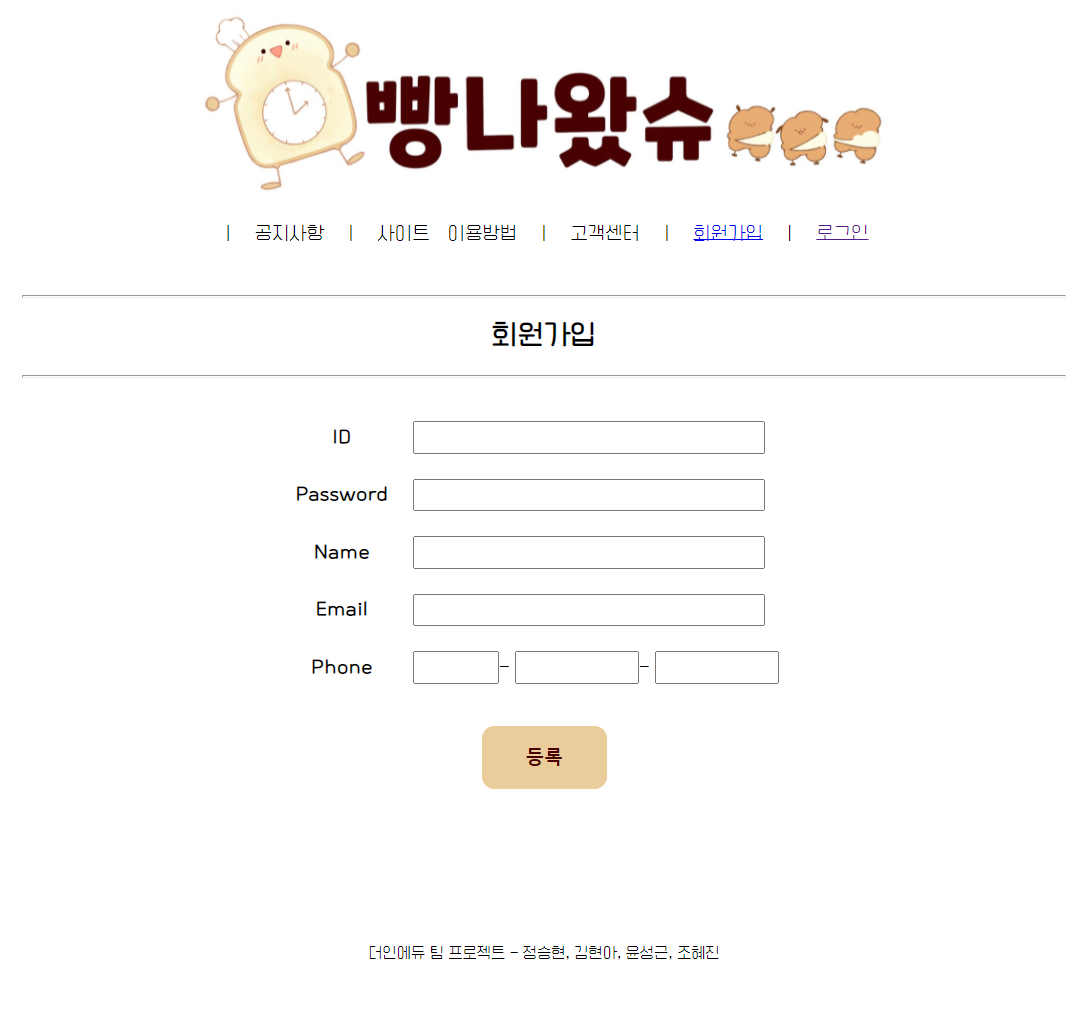 빵나왔슈
| 공지사항 | 사이트 이용방법 | 고객센터 | 회원가입 | 로그인
회원가입
ID
Password
Name
Email
Phone - -
등록
더인에듀 팀 프로젝트 - 정승현, 김현아, 윤성근, 조혜진